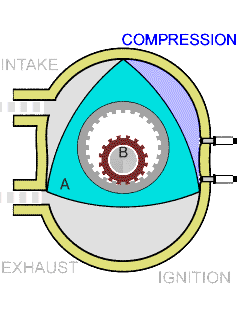 COMPRESSION
INTAKE
B
A
EXHAUST
IGNITION